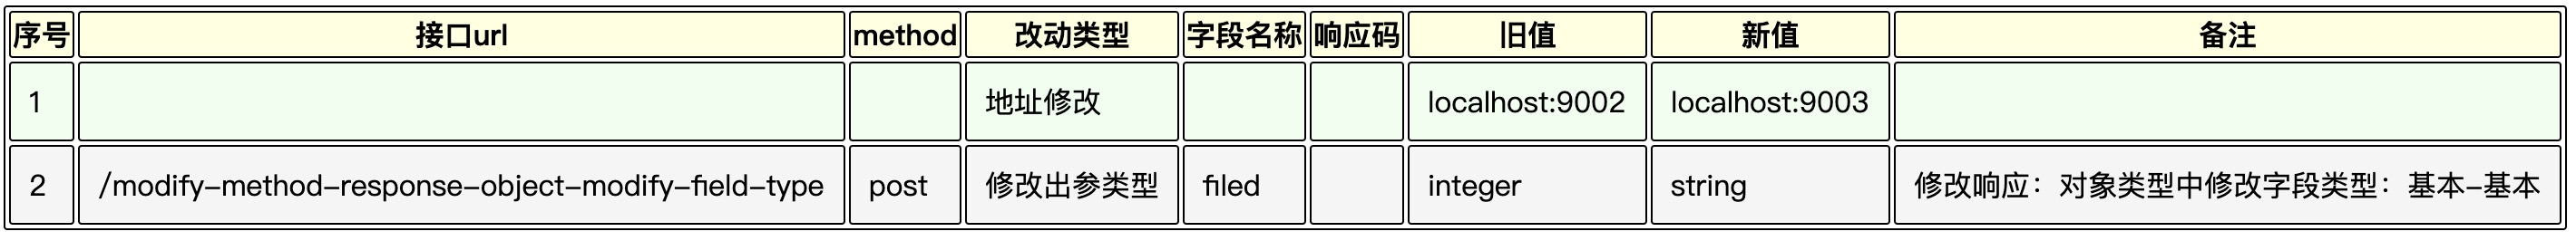 序号 接口url method 改动类型 字段名称 响应码 旧值 新值 备注
1 地址修改 localhost:9002 localhost:9003
2 /modify-method-response-object-modify-field-type post 修改出参类型 filed integer string 修改响应：对象类型中修改字段类型：基本-基本